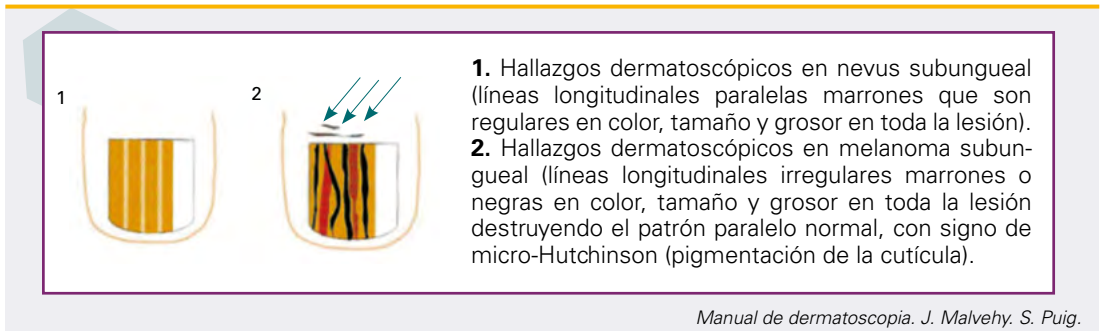 1
2
1. Hallazgos dermatoscópicos en nevus subungueal
(líneas longitudinales paralelas marrones que son
regulares en color, tamaño y grosor en toda la lesión).
2. Hallazgos dermatoscópicos en melanoma subun-
gueal (líneas longitudinales irregulares marrones o
negras en color, tamaño y grosor en toda la lesión
destruyendo el patrón paralelo normal, con signo de
micro-Hutchinson (pigmentación de la cutícula).
Manual de dermatoscopia. J. Malvehy. S. Puig.